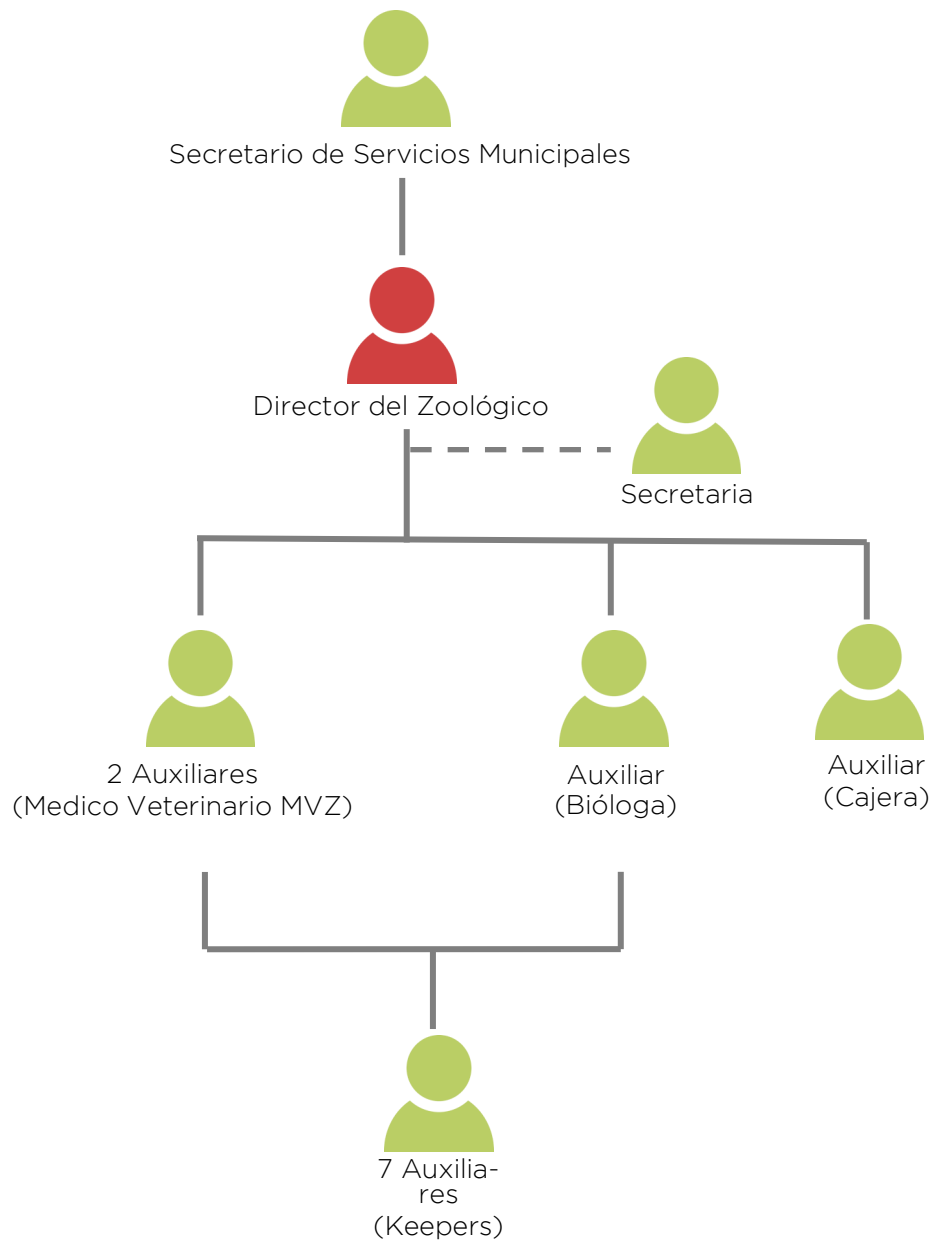 Secretario de Servicios Municipales
Director del Zoológico
Secretaria
2 Auxiliares
(Medico Veterinario MVZ)
Auxiliar
(Bióloga)
Auxiliar
(Cajera)
7 Auxilia-
res
(Keepers)